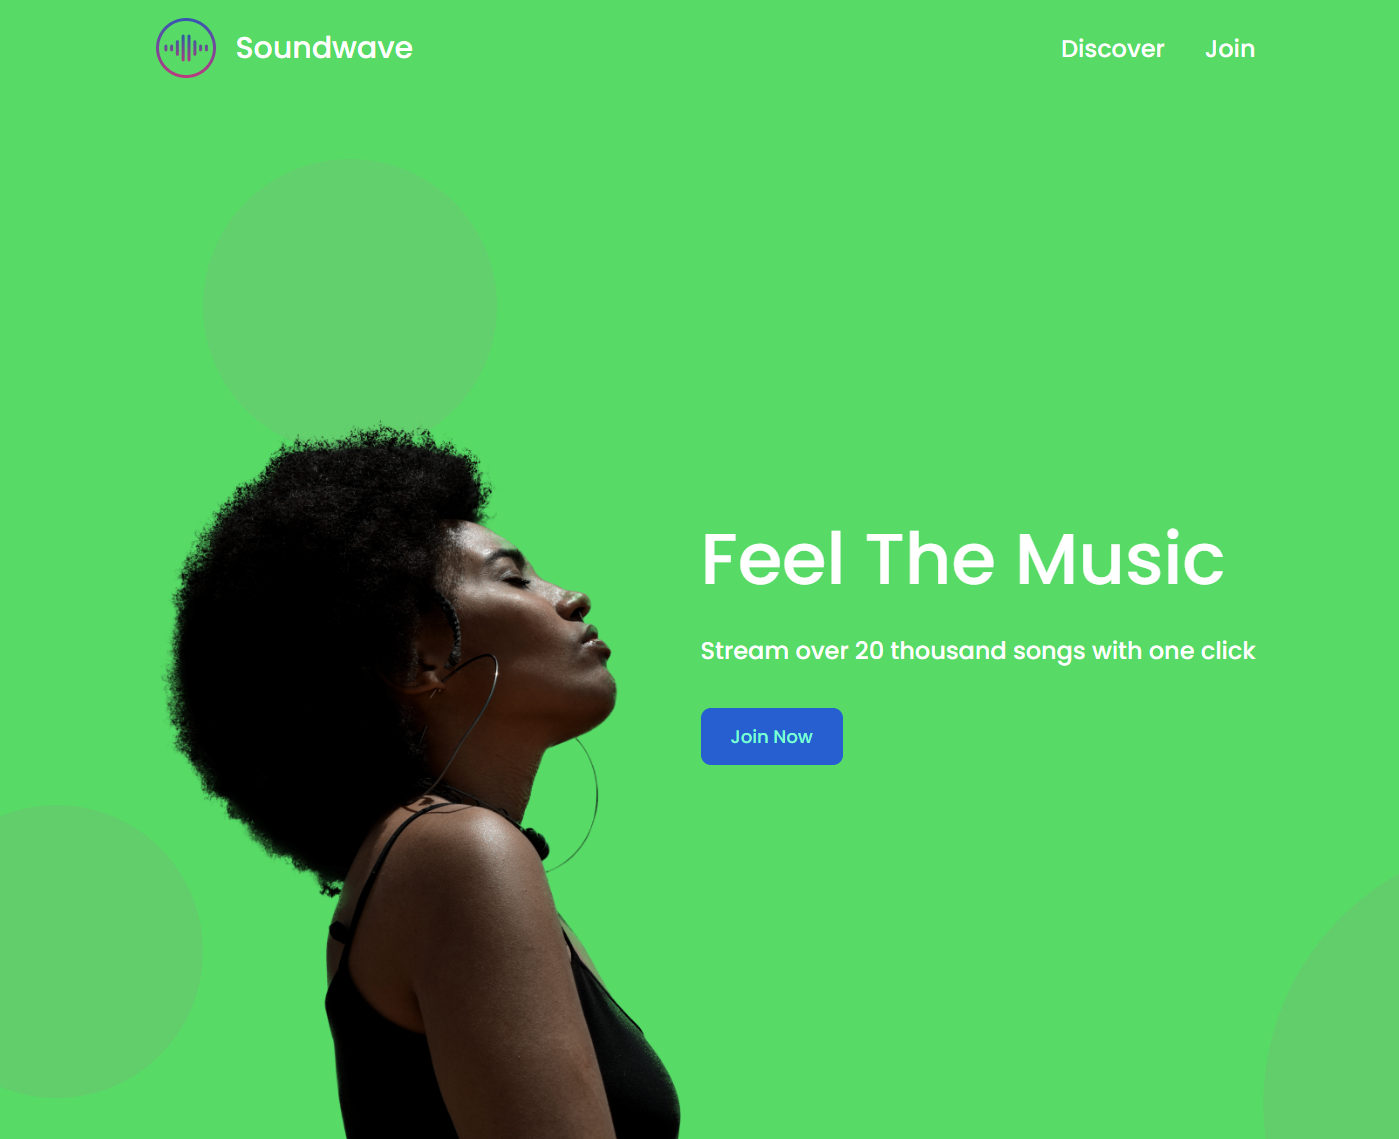 Soundwave
Discover Join
Feel The Music
Stream over 20 thousand songs with one click
Join Now